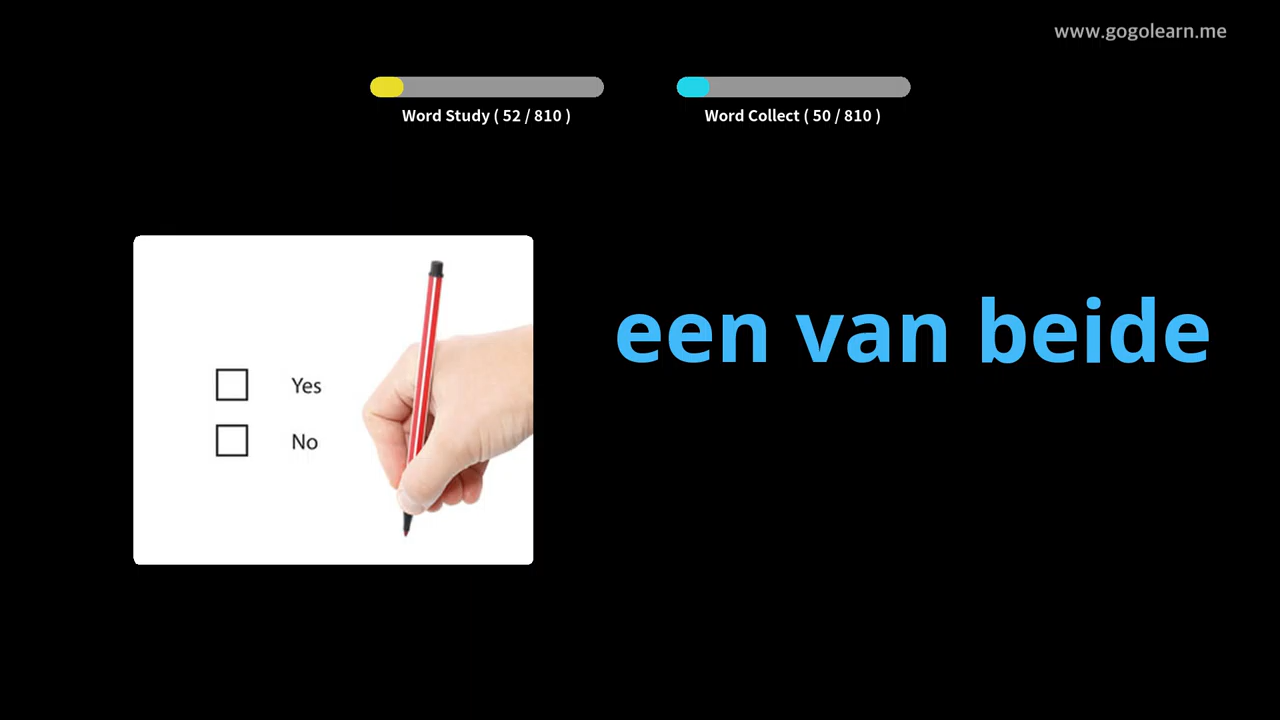 www.gogolearn.me
Word Study ( 52 / 810 )
Word Collect ( 50 / 810 )
een van beide
Yes
No